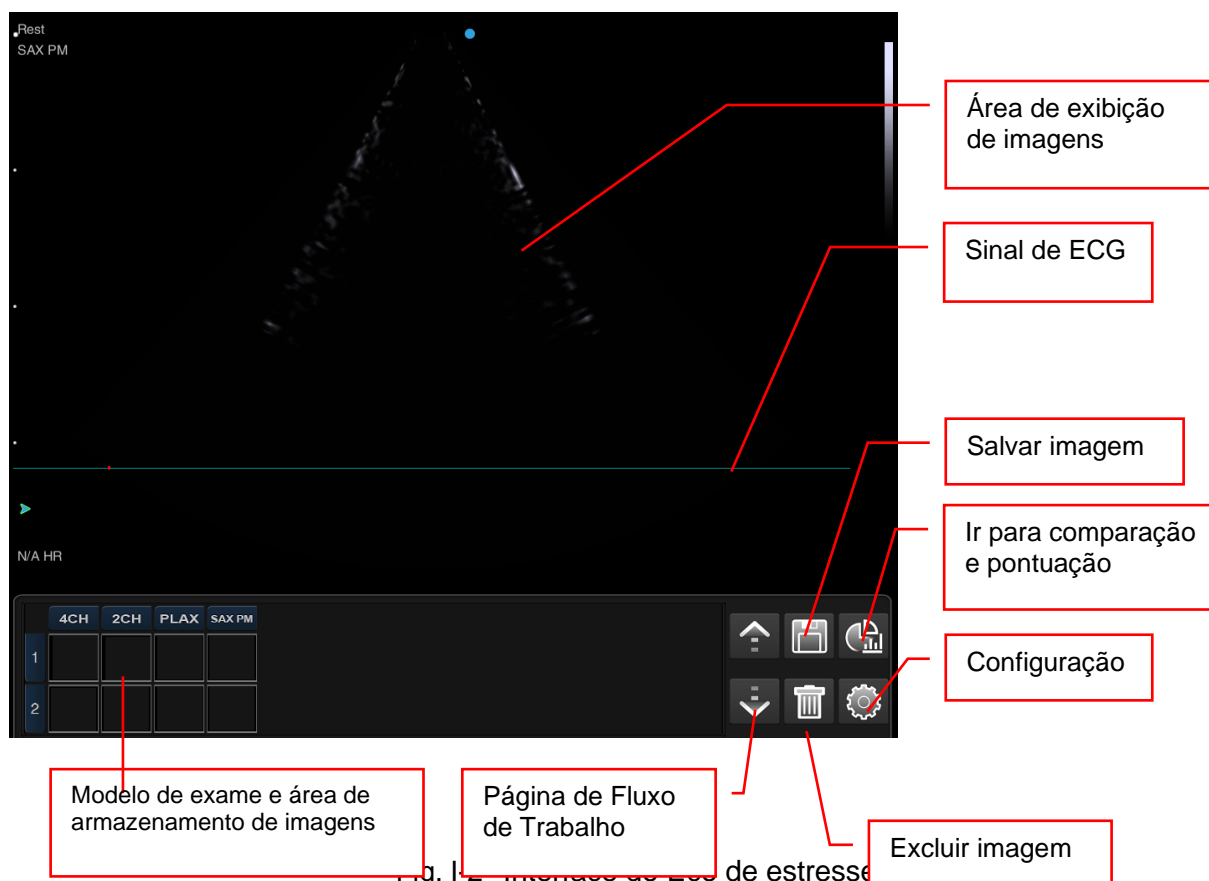 Rest
SAX PM
Área de exibição
de imagens
Sinal de ECG
Salvar imagem
Ir para comparação
e pontuação
N/A HR
4CH 2CH PLAX SAX PM
1
2
Configuração
Modelo de exame e área de
armazenamento de imagens
Página de Fluxo
de Trabalho
Excluir imagem
de estresse